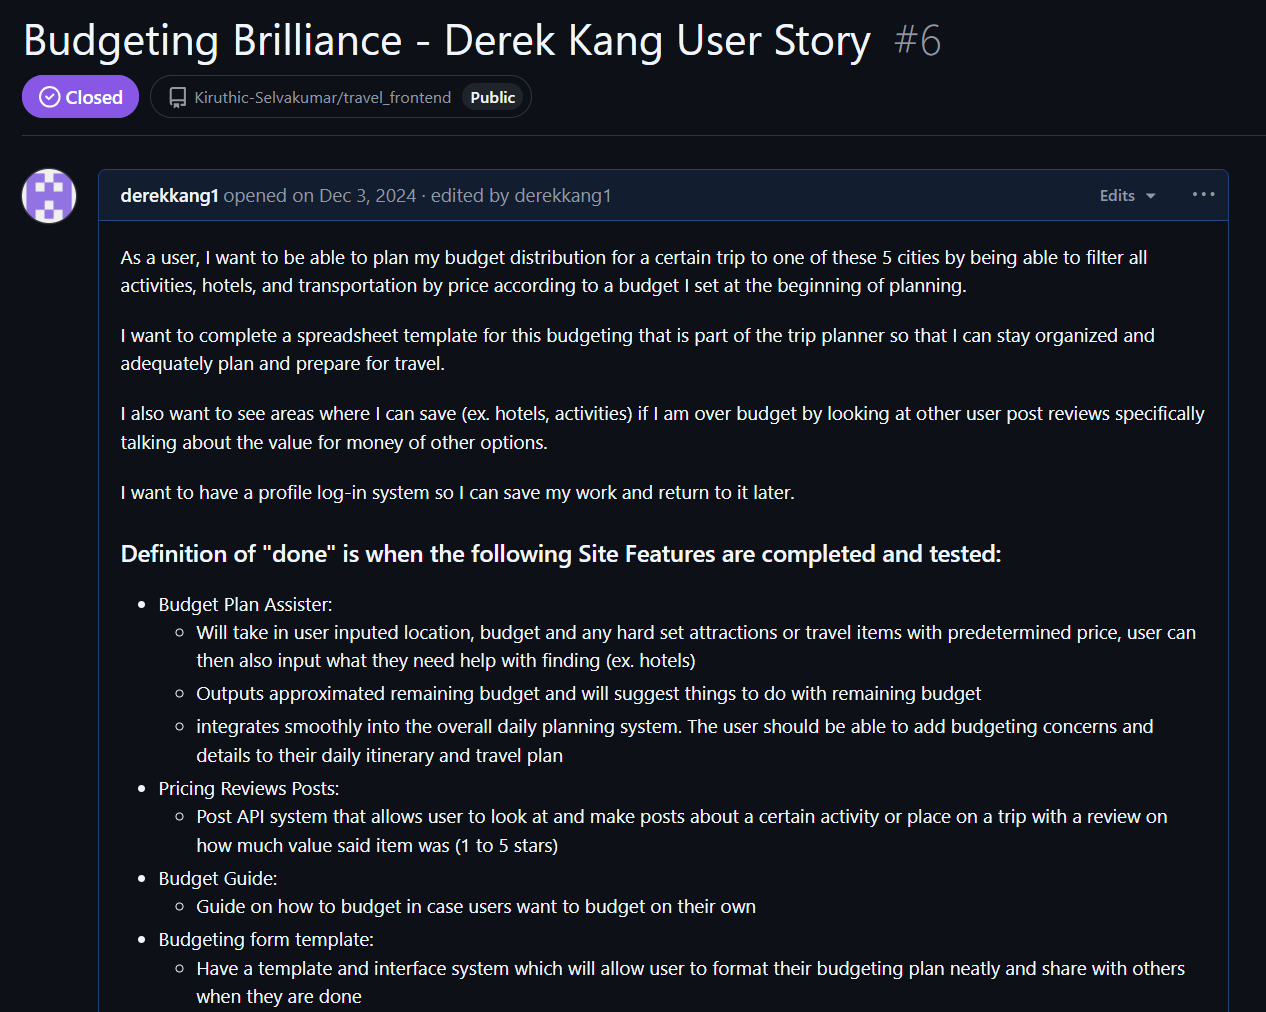 Budgeting Brilliance - Derek Kang User Story #6
Closed Kiruthic-Selvakumar/travel_frontend Public
derekkang1 opened on Dec 3, 2024 · edited by derekkang1 Edits
As a user, I want to be able to plan my budget distribution for a certain trip to one of these 5 cities by being able to filter all
activities, hotels, and transportation by price according to a budget I set at the beginning of planning.
I want to complete a spreadsheet template for this budgeting that is part of the trip planner so that I can stay organized and
adequately plan and prepare for travel.
I also want to see areas where I can save (ex. hotels, activities) if I am over budget by looking at other user post reviews specifically
talking about the value for money of other options.
I want to have a profile log-in system so I can save my work and return to it later.
Definition of "done" is when the following Site Features are completed and tested:
Budget Plan Assister:
Will take in user inputed location, budget and any hard set attractions or travel items with predetermined price, user can
then also input what they need help with finding (ex. hotels)
Outputs approximated remaining budget and will suggest things to do with remaining budget
integrates smoothly into the overall daily planning system. The user should be able to add budgeting concerns and
details to their daily itinerary and travel plan
Pricing Reviews Posts:
Post API system that allows user to look at and make posts about a certain activity or place on a trip with a review on
how much value said item was (1 to 5 stars)
Budget Guide:
Guide on how to budget in case users want to budget on their own
Budgeting form template:
Have a template and interface system which will allow user to format their budgeting plan neatly and share with others
when they are done